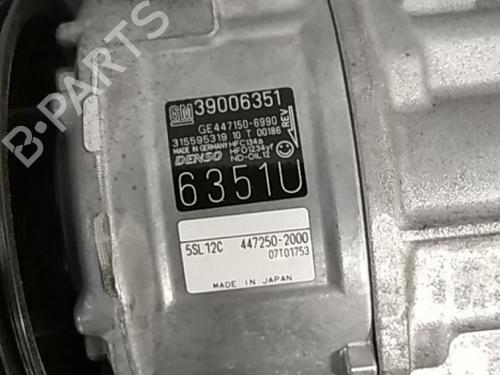 GM 39006351
GE447150-6990
315595319 10 T 00186
MADE IN GERMANY HFC134a
DENSO HFO1234yf
ND-OIL12
REV
6351U
5SL12C 447250-2000
07T01753
MADE IN JAPAN
B-PARTS